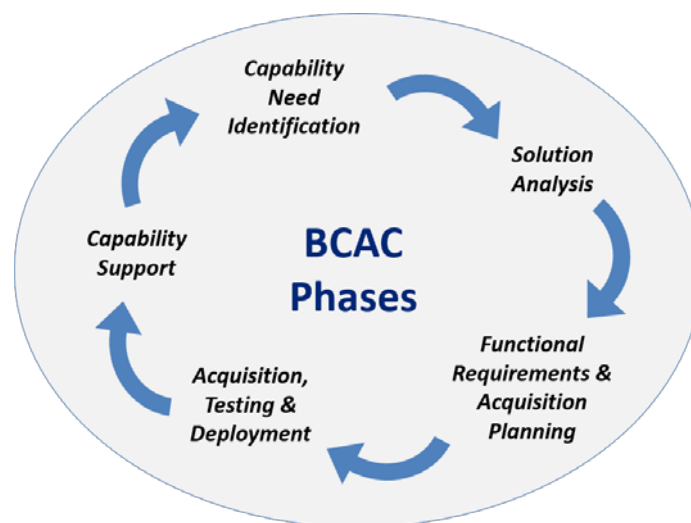 Capability
Need
Identification
Solution
Analysis
BCAC
Phases
Capability
Support
Functional
Requirements &
Acquisition
Planning
Acquisition,
Testing &
Deployment